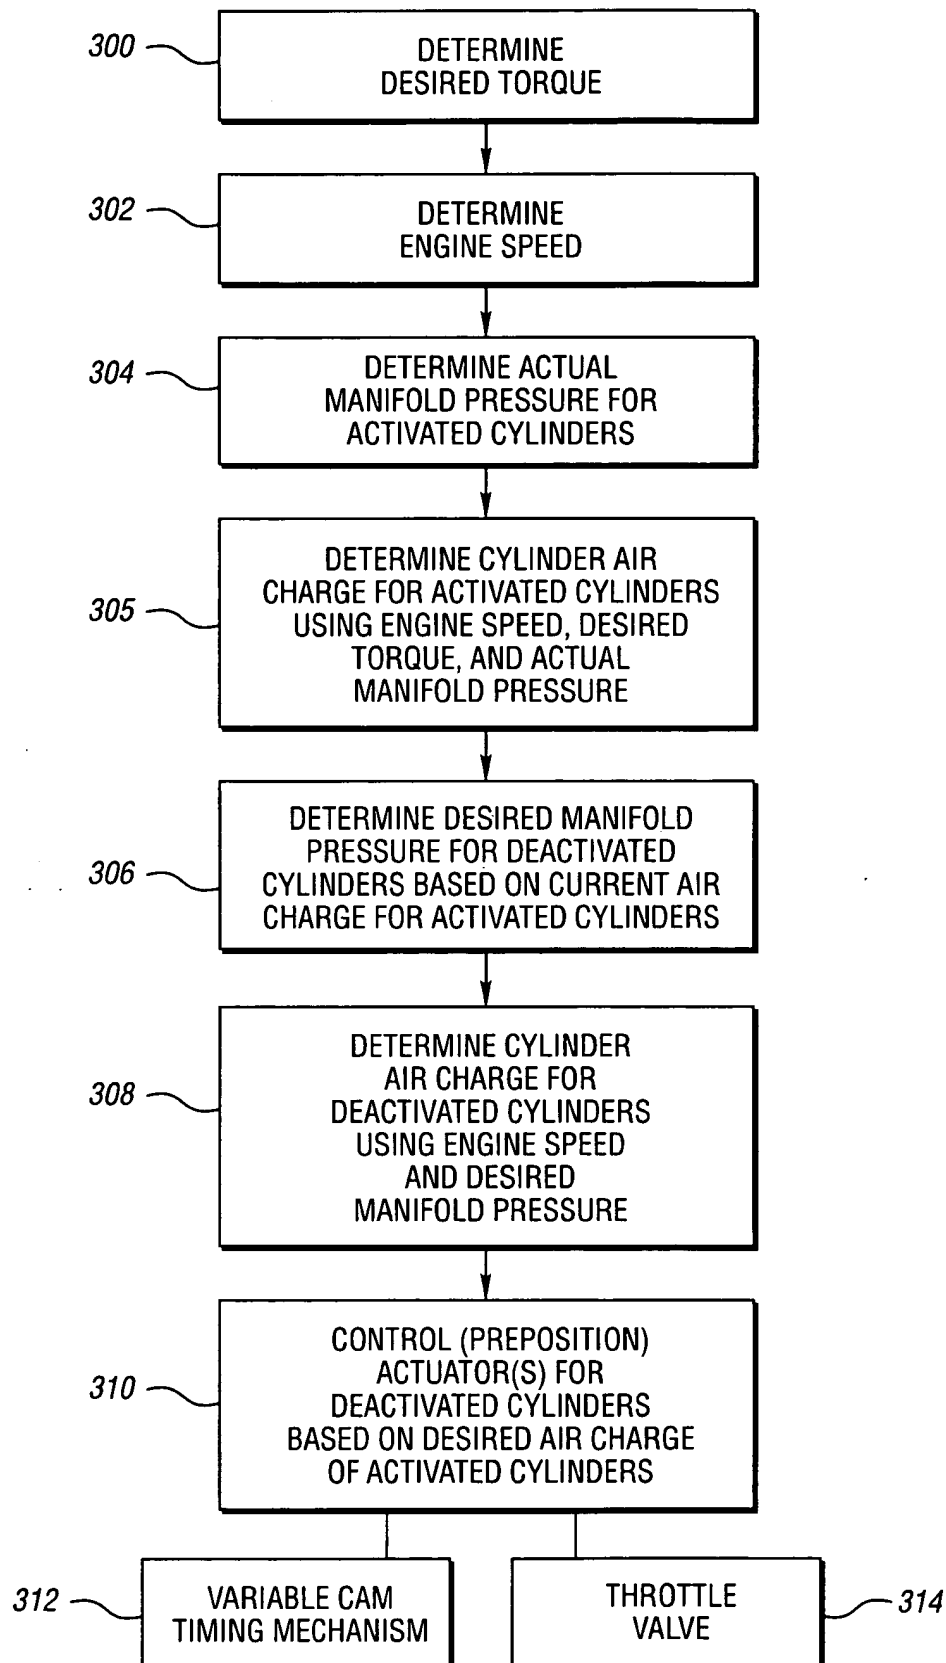 300
DETERMINE
DESIRED TORQUE
302
DETERMINE
ENGINE SPEED
304
DETERMINE ACTUAL
MANIFOLD PRESSURE FOR
ACTIVATED CYLINDERS
305
DETERMINE CYLINDER AIR
CHARGE FOR ACTIVATED CYLINDERS
USING ENGINE SPEED, DESIRED
TORQUE, AND ACTUAL
MANIFOLD PRESSURE
306
DETERMINE DESIRED MANIFOLD
PRESSURE FOR DEACTIVATED
CYLINDERS BASED ON CURRENT AIR
CHARGE FOR ACTIVATED CYLINDERS
308
DETERMINE CYLINDER
AIR CHARGE FOR
DEACTIVATED CYLINDERS
USING ENGINE SPEED
AND DESIRED
MANIFOLD PRESSURE
310
CONTROL (PREPOSITION)
ACTUATOR(S) FOR
DEACTIVATED CYLINDERS
BASED ON DESIRED AIR CHARGE
OF ACTIVATED CYLINDERS
312
VARIABLE CAM
TIMING MECHANISM
THROTTLE
VALVE
314